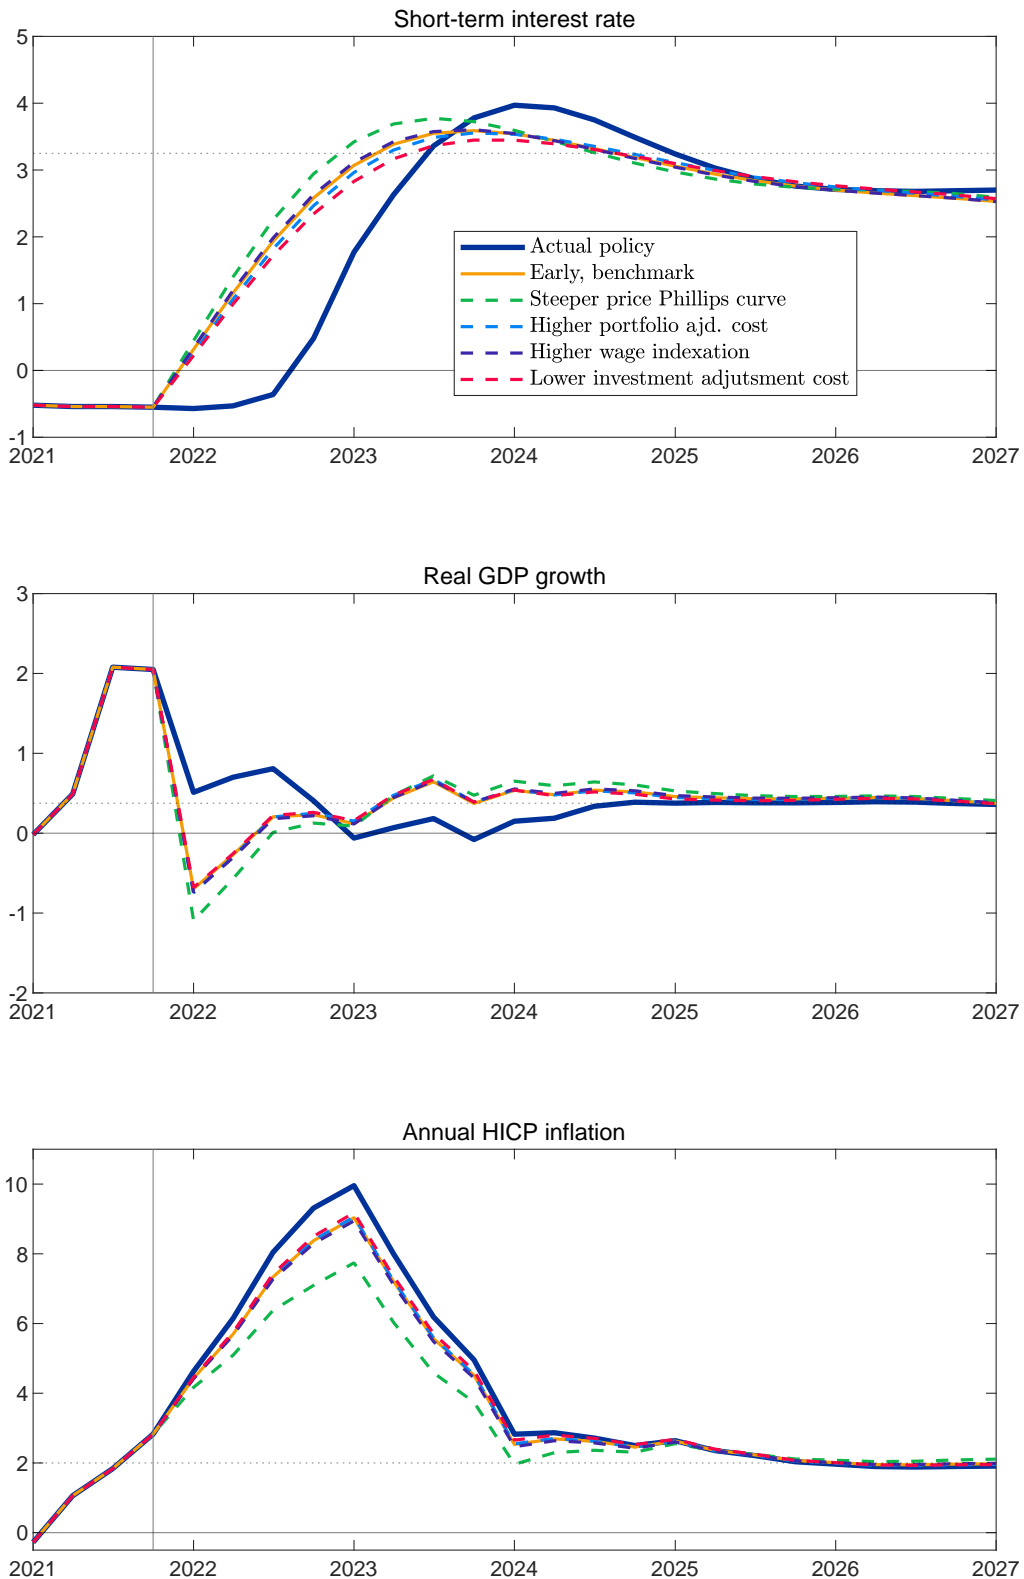 Short-term interest rate
5
4
3
2
1
0
-1
2021 2022 2023 2024 2025 2026 2027
Actual policy
Early, benchmark
Steeper price Phillips curve
Higher portfolio ajd. cost
Higher wage indexation
Lower investment adjutsment cost
Real GDP growth
3
2
1
0
-1
-2
2021 2022 2023 2024 2025 2026 2027
Annual HICP inflation
10
8
6
4
2
0
2021 2022 2023 2024 2025 2026 2027